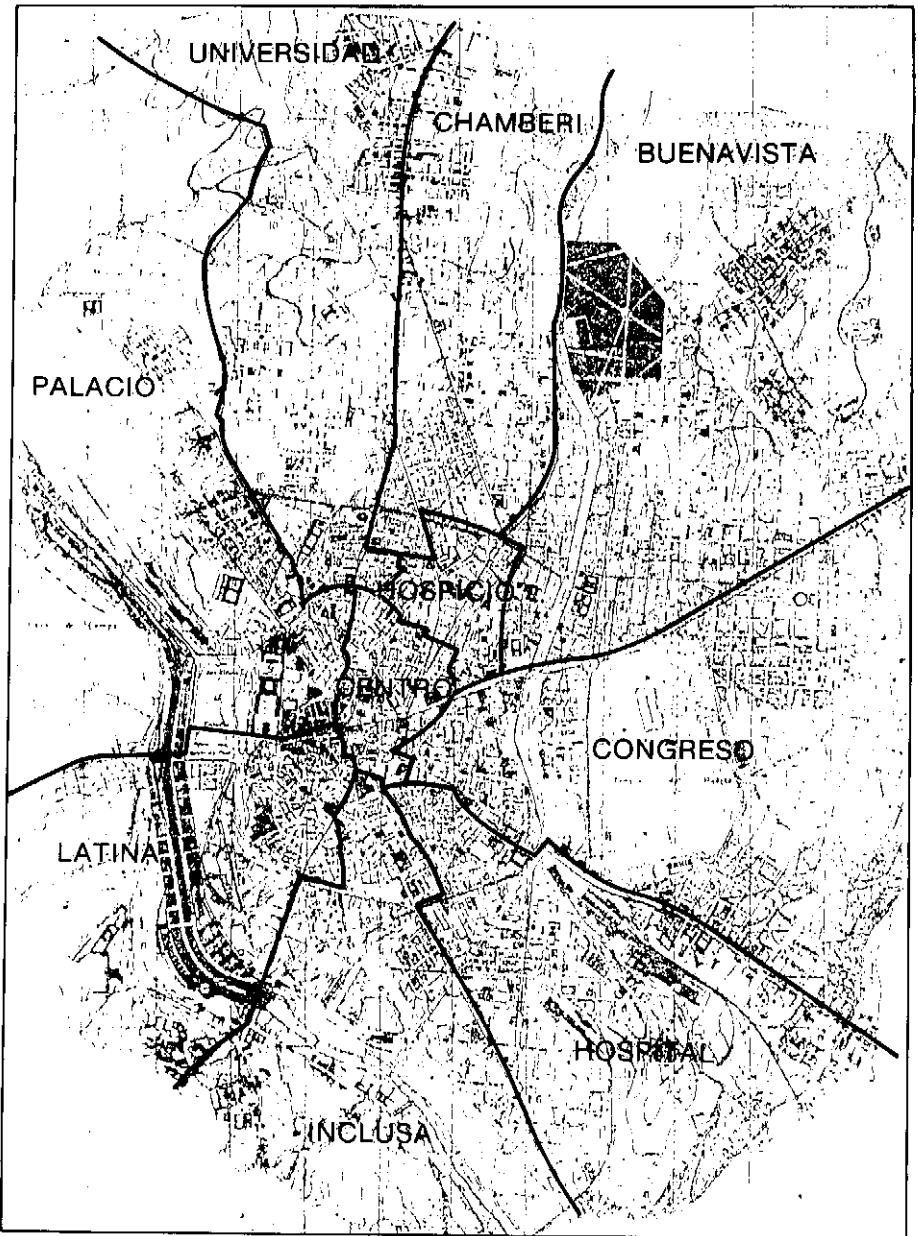 UNIVERSIDAD
CHAMBERI
BUENAVISTA
PALACIO
HOSPICIO
CENTRO
CONGRESO
LATINA
HOSPITAL
INCLUSA